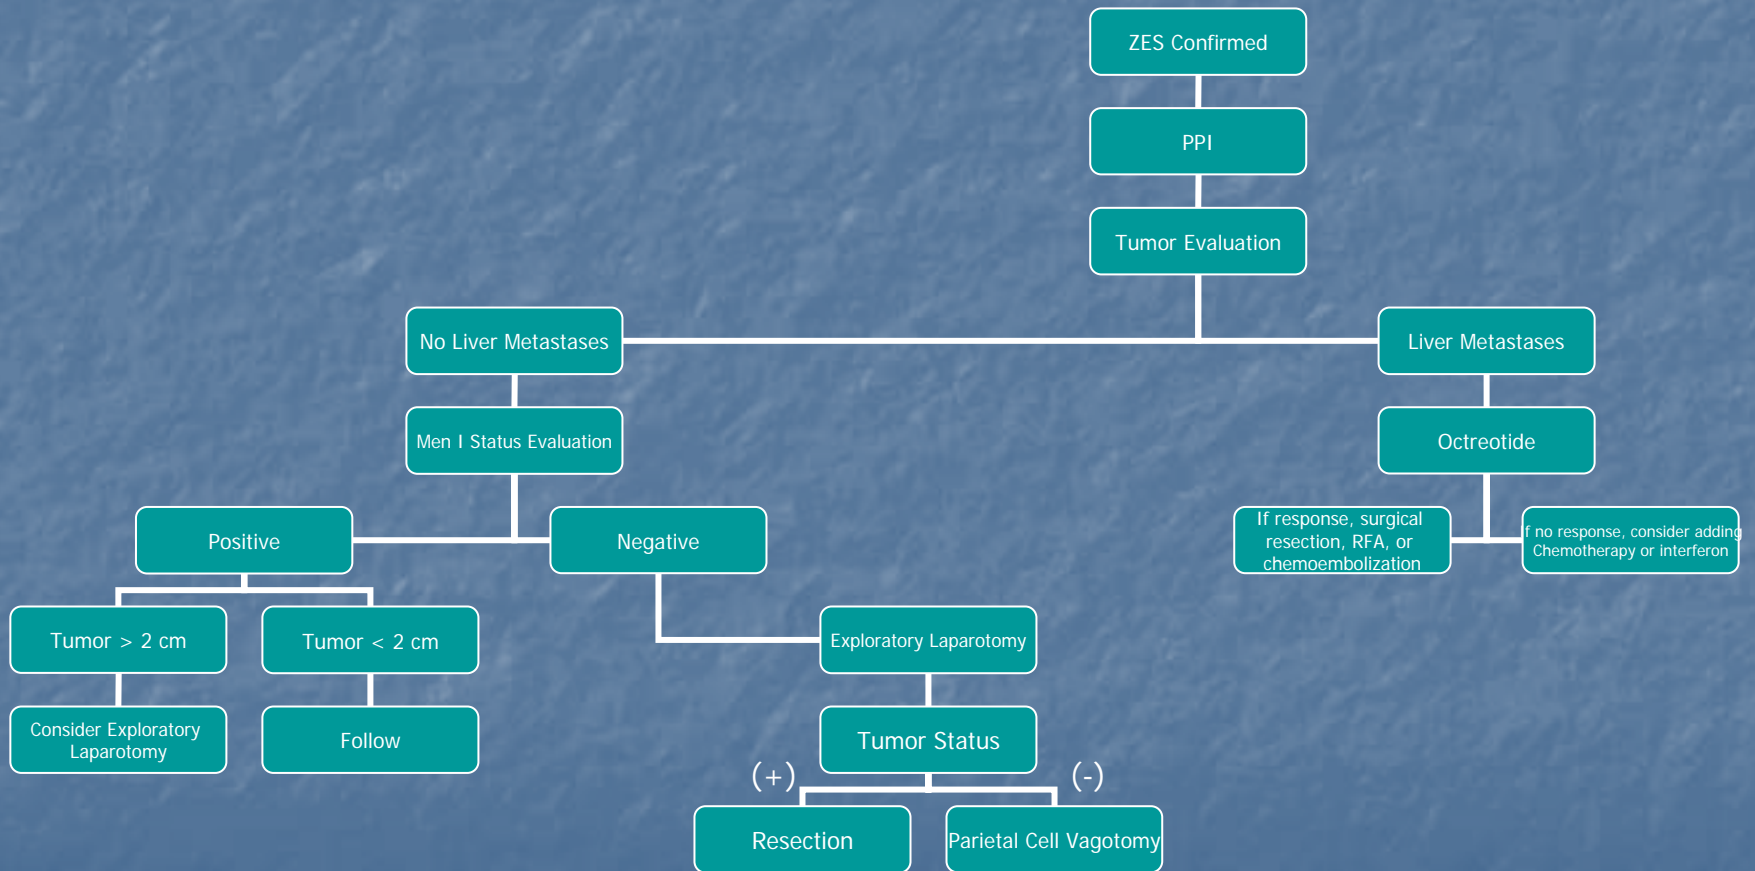 ZES Confirmed
PPI
Tumor Evaluation
No Liver Metastases
Liver Metastases
Men I Status Evaluation
Octreotide
Positive
Negative
If response, surgical
resection, RFA, or
chemoembolization
If no response, consider adding
Chemotherapy or interferon
Tumor > 2 cm
Tumor < 2 cm
Exploratory Laparotomy
Consider Exploratory
Laparotomy
Follow
Tumor Status
(+)
(-)
Resection
Parietal Cell Vagotomy